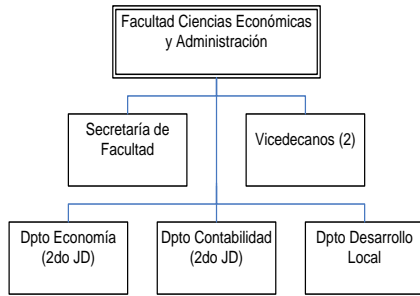 Facultad Ciencias Económicas
y Administración
Secretaría de
Facultad
Vicedecanos (2)
Dpto Economía
(2do JD)
Dpto Contabilidad
(2do JD)
Dpto Desarrollo
Local